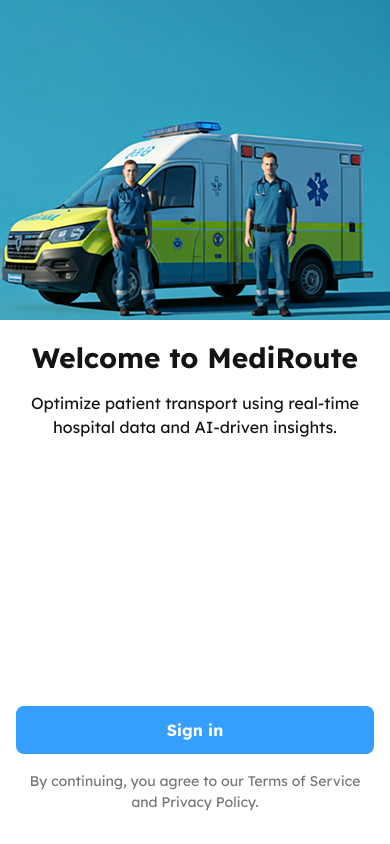 Welcome to MediRoute
Optimize patient transport using real-time
hospital data and AI-driven insights.
Sign in
By continuing, you agree to our Terms of Service
and Privacy Policy.